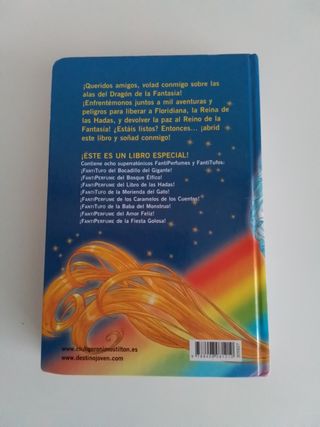 ¡Queridos amigos, volad conmigo sobre las
alas del Dragón de la Fantasía!
¡Enfrentémonos juntos a mil aventuras y
peligros para liberar a Floridiana, la Reina de
las Hadas, y devolver la paz al Reino de la
Fantasía! ¿Estáis listos? Entonces... ¡abrid
este libro y soñad conmigo!
¡ÉSTE ES UN LIBRO ESPECIAL!
Contiene ocho superratónicos FantiPerfumes y FantiTufos:
¡FANTITUFO del Bocadillo del Gigante!
¡FANTIPERFUME del Bosque Élfico!
¡FANTIPERFUME del Libro de las Hadas!
¡FANTITUFO de la Merienda del Gato!
¡FANTIPERFUME de los Caramelos de los Cuentos!
¡FANTITUFO de la Baba del Monstruo!
¡FANTIPERFUME del Amor Feliz!
¡FANTIPERFUME de la Fiesta Golosa!
www.clubgeronimostilton.es
www.destinojoven.com